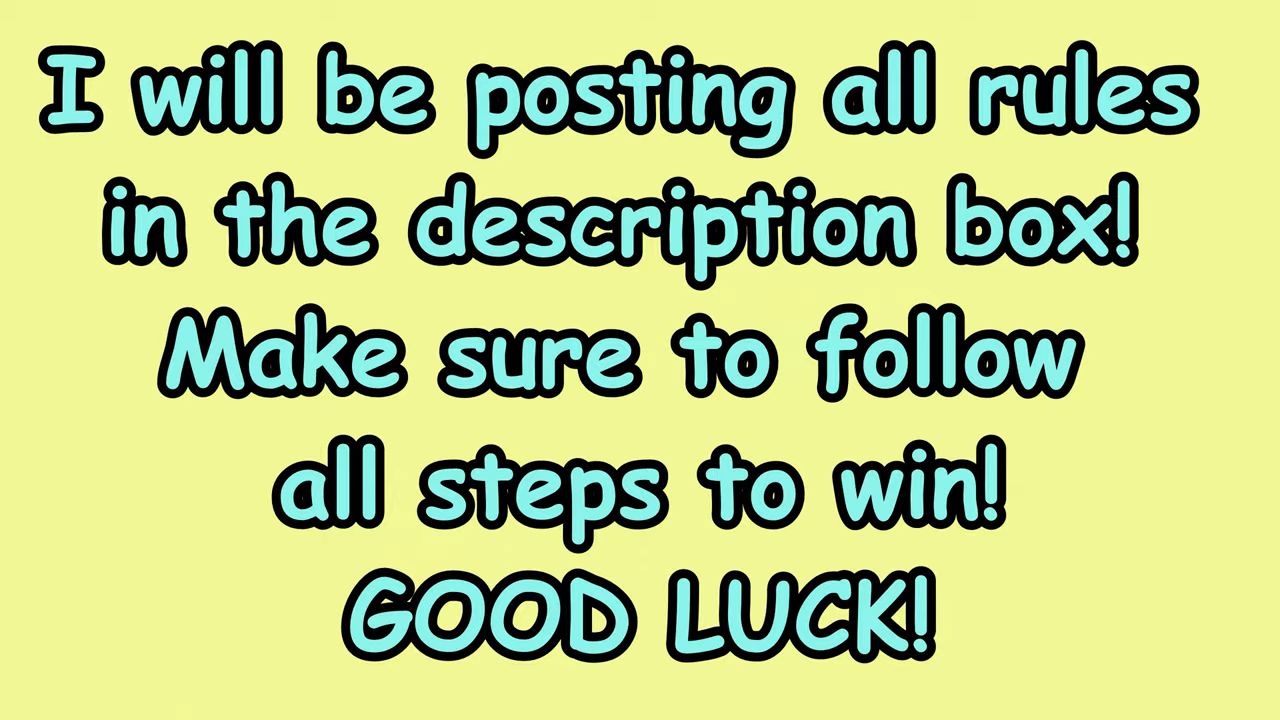 I will be posting all rules
in the description box!
Make sure to follow
all steps to win!
GOOD LUCK!